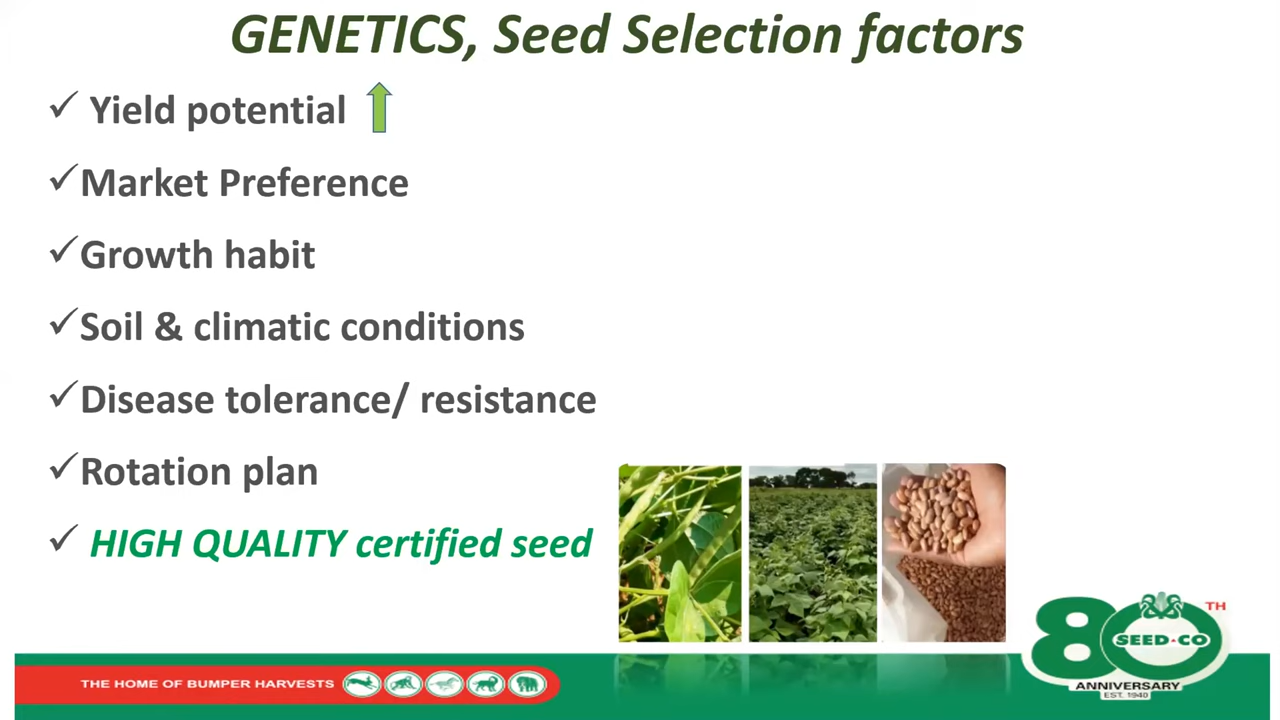 GENETICS, Seed Selection factors
✓ Yield potential
✓ Market Preference
✓ Growth habit
✓ Soil & climatic conditions
✓ Disease tolerance/ resistance
✓ Rotation plan
✓ HIGH QUALITY certified seed
80 TH
SEED·CO
ANNIVERSARY
EST. 1940
THE HOME OF BUMPER HARVESTS